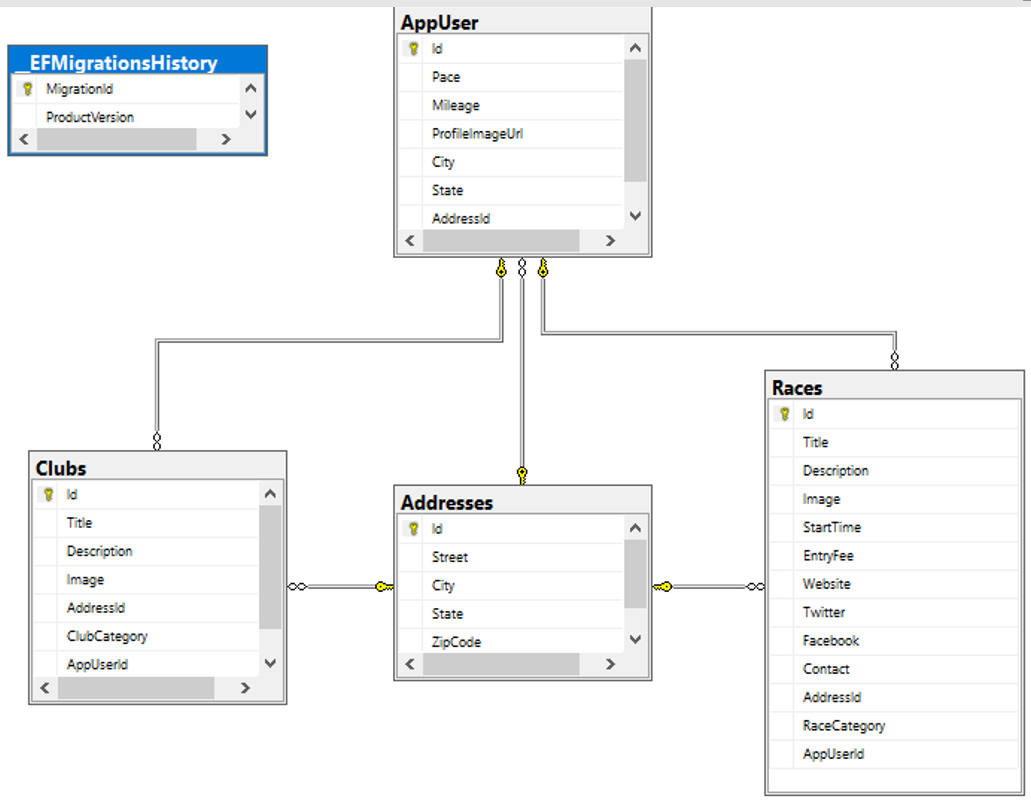 AppUser
Id
Pace
Mileage
ProfileImageUrl
City
State
AddressId
__EFMigrationsHistory
MigrationId
ProductVersion
Clubs
Id
Title
Description
Image
AddressId
ClubCategory
AppUserId
Addresses
Id
Street
City
State
ZipCode
Races
Id
Title
Description
Image
StartTime
EntryFee
Website
Twitter
Facebook
Contact
AddressId
RaceCategory
AppUserId